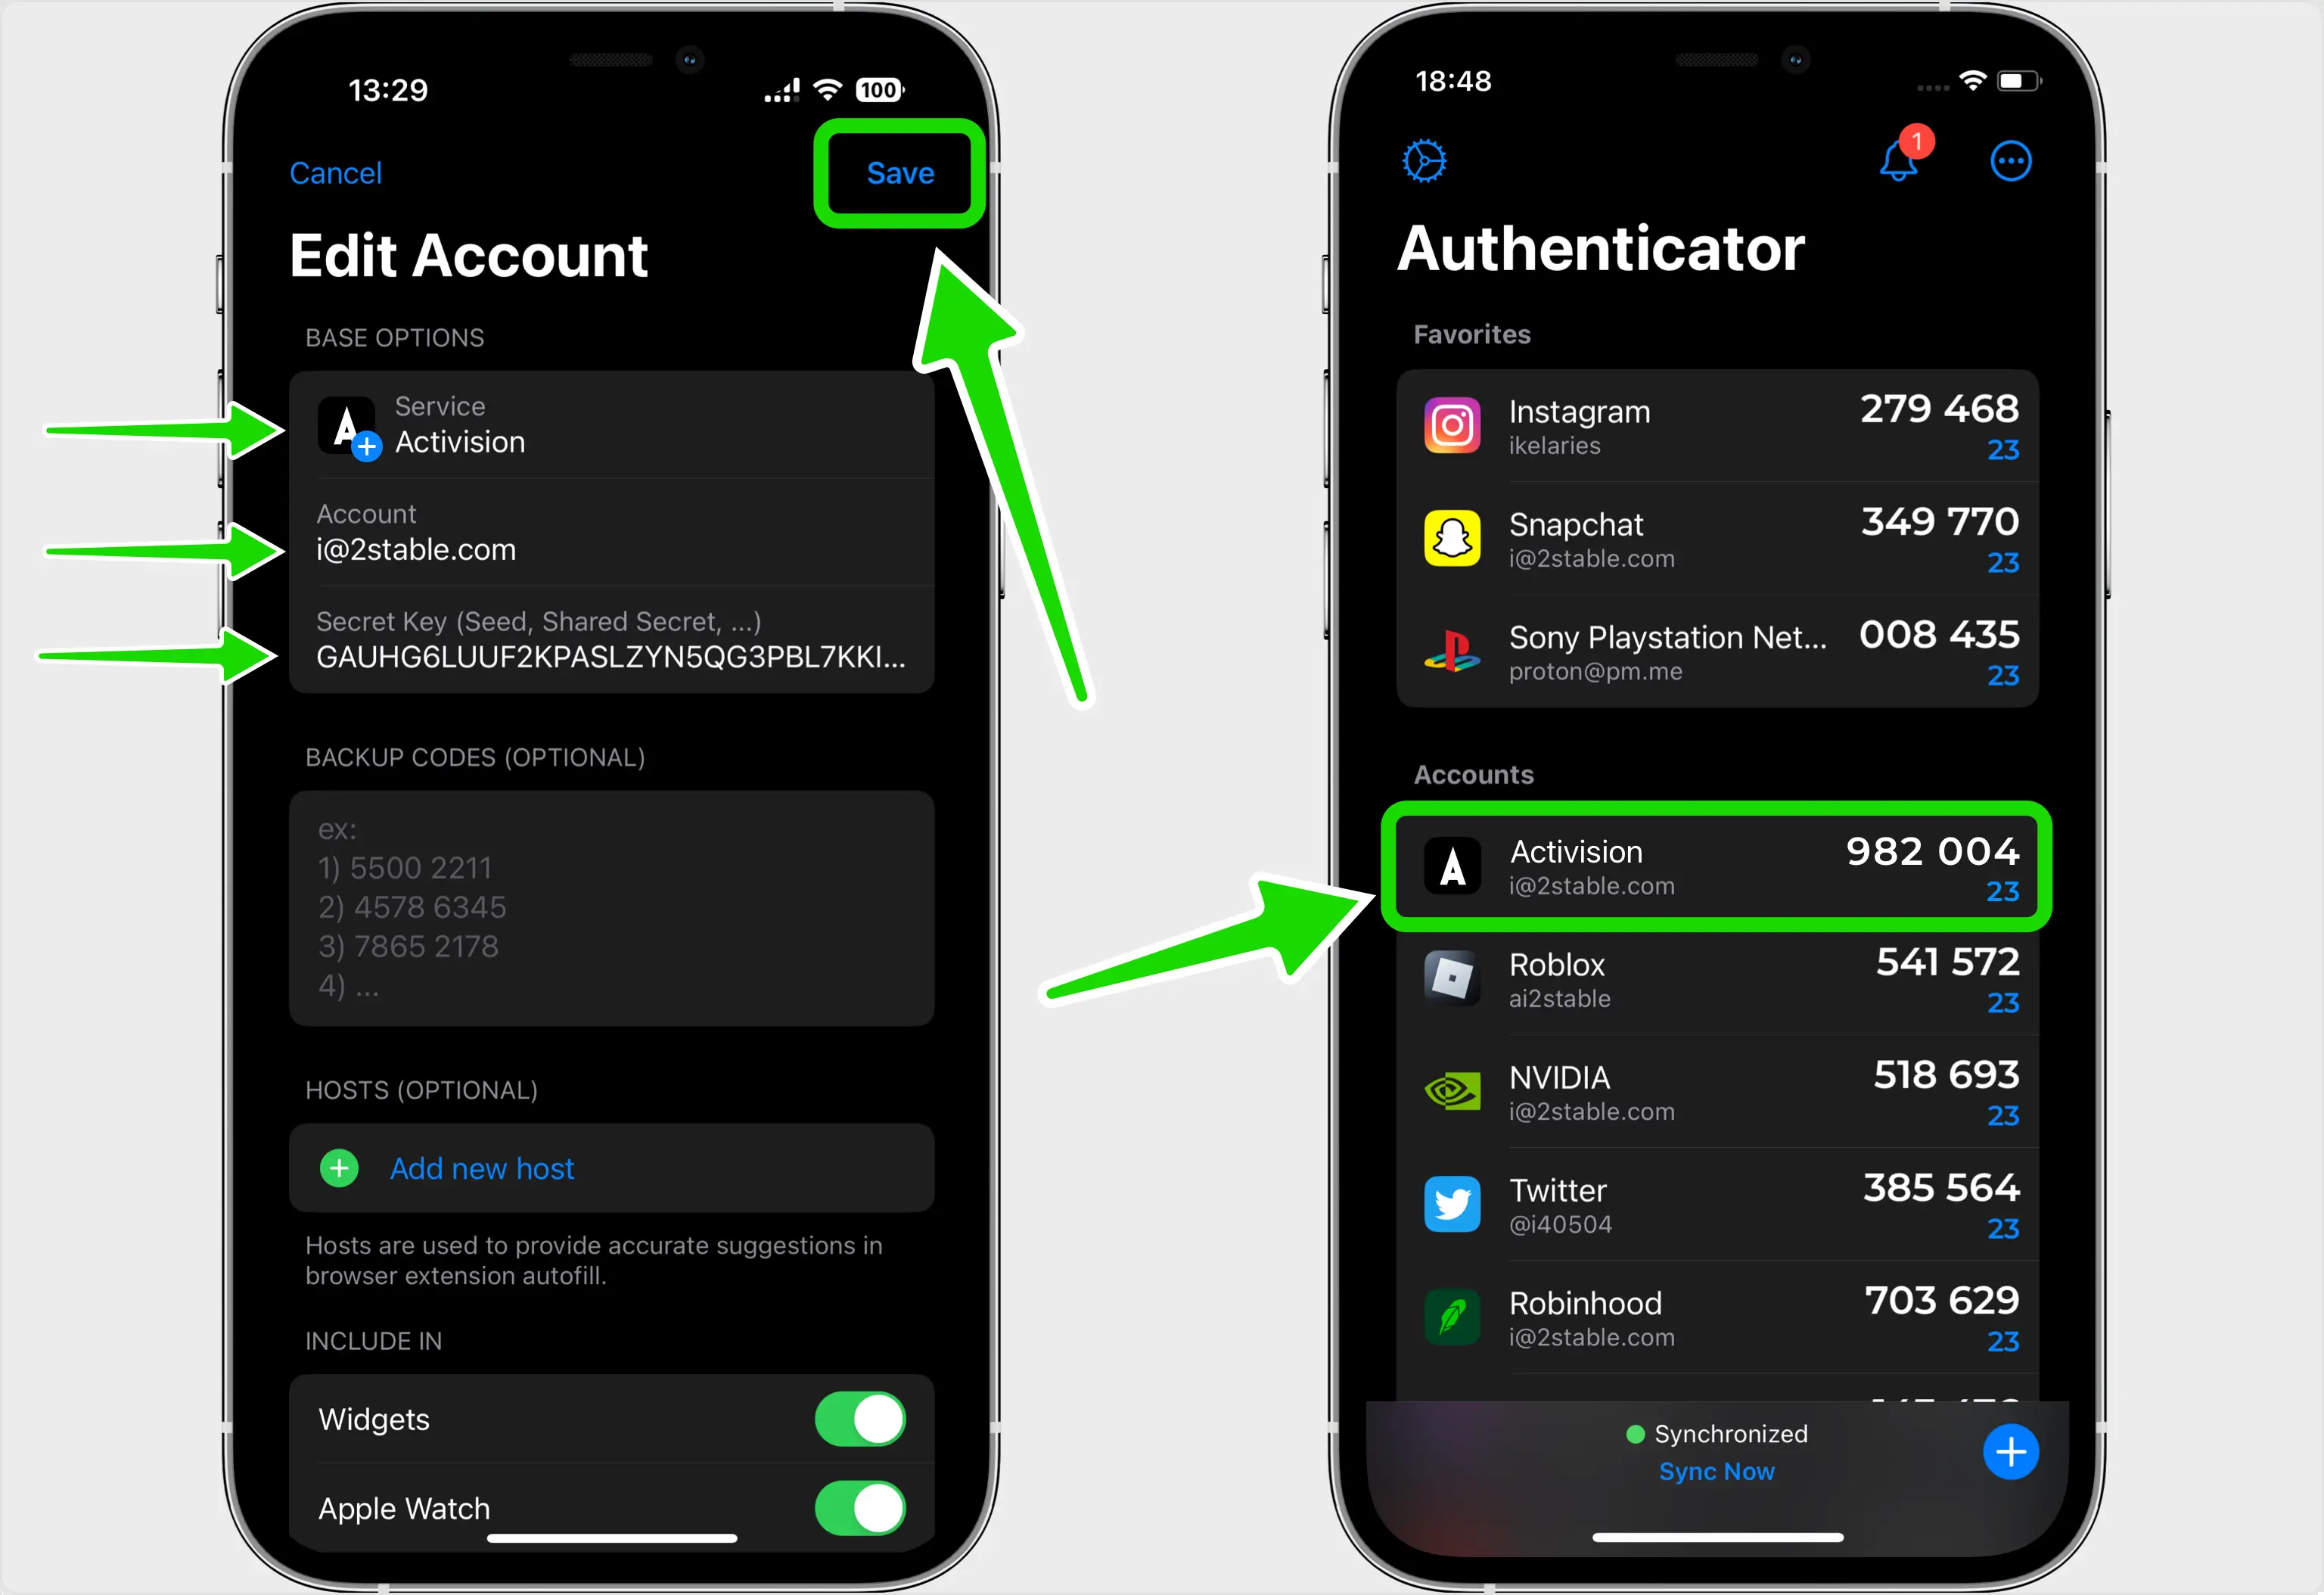 13:29
100
Cancel
Save
Edit Account
BASE OPTIONS
Service
Activision
Account
i@2stable.com
Secret Key (Seed, Shared Secret, ...)
GAUHG6LUUF2KPASLZYN5QG3PBL7KKI...
BACKUP CODES (OPTIONAL)
ex:
1) 5500 2211
2) 4578 6345
3) 7865 2178
4) ...
HOSTS (OPTIONAL)
Add new host
Hosts are used to provide accurate suggestions in
browser extension autofill.
INCLUDE IN
Widgets
Apple Watch
18:48
1
Authenticator
Favorites
Instagram 279 468
ikelaries 23
Snapchat 349 770
i@2stable.com 23
Sony Playstation Net... 008 435
proton@pm.me 23
Accounts
Activision 982 004
i@2stable.com 23
Roblox 541 572
ai2stable 23
NVIDIA 518 693
i@2stable.com 23
Twitter 385 564
@i40504 23
Robinhood 703 629
i@2stable.com 23
Synchronized
Sync Now